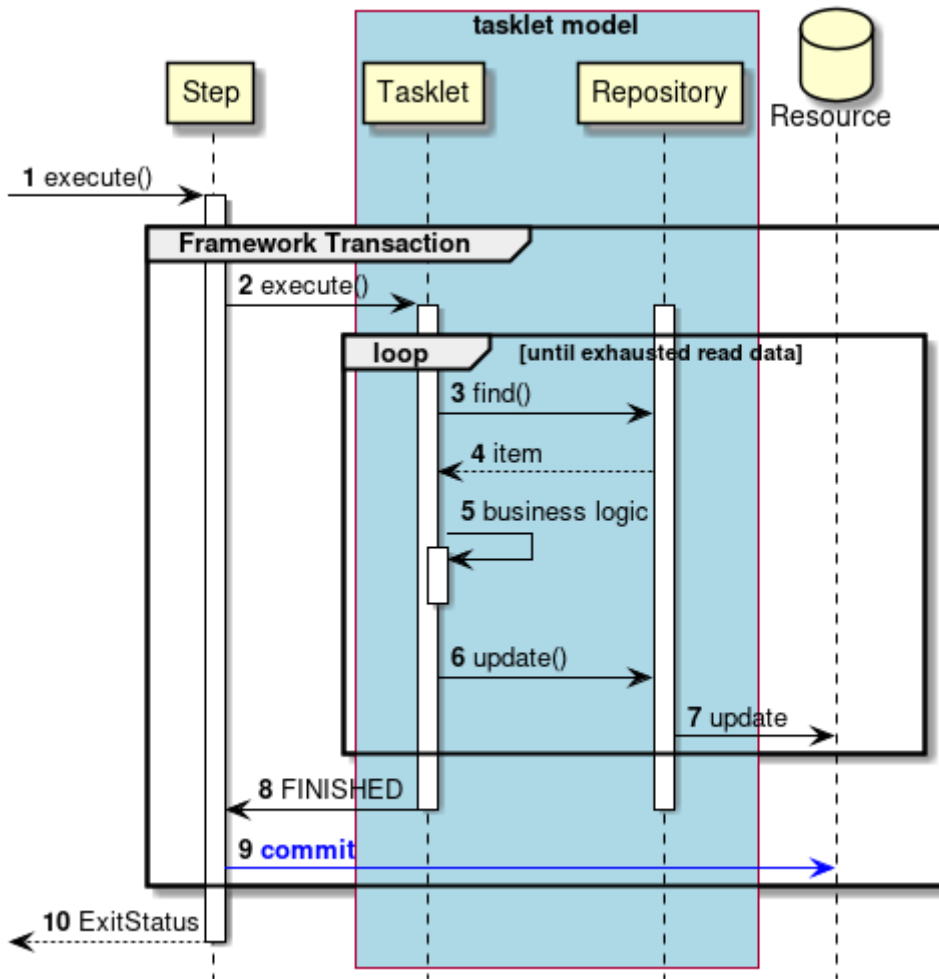 tasklet model
Step
Tasklet
Repository
Resource
1 execute()
Framework Transaction
2 execute()
loop
[until exhausted read data]
3 find()
4 item
5 business logic
6 update()
7 update
8 FINISHED
9 commit
10 ExitStatus